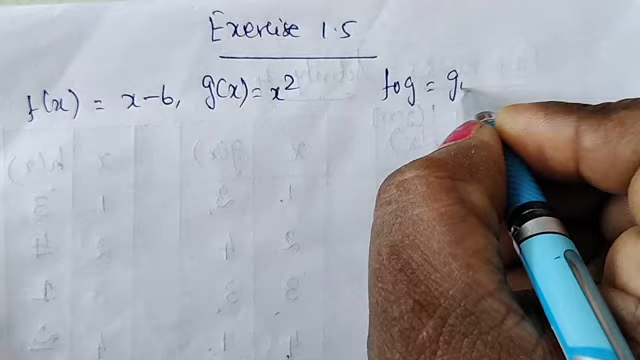 Exercise 1.5
f(x) = x-6, g(x) = x² fog = g